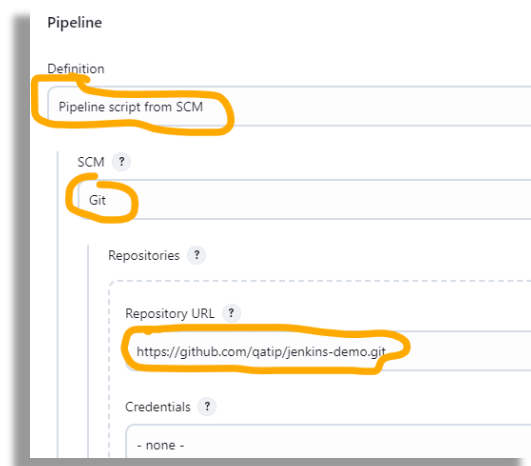 Pipeline
Definition
Pipeline script from SCM
SCM ?
Git
Repositories ?
Repository URL ?
https://github.com/qatip/jenkins-demo.git
Credentials ?
- none -